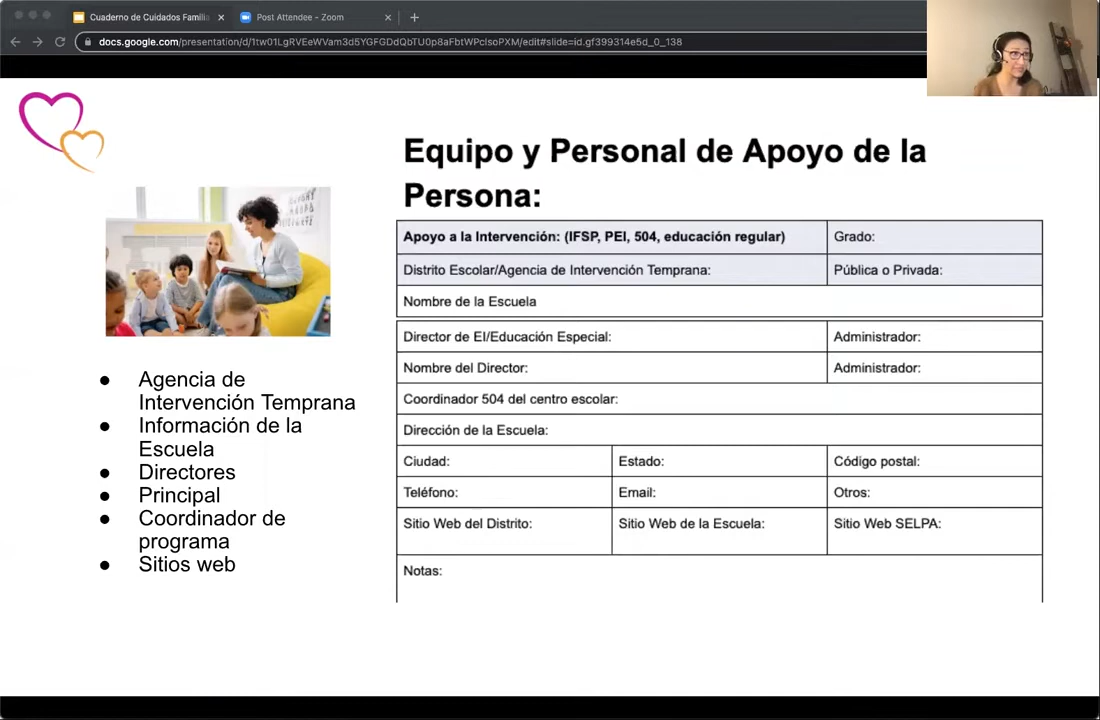 Cuaderno de Cuidados Famili
Post Attendee - Zoom
docs.google.com/presentation/d/1tw01LgRVEeWVam3d5YGFGDdQbTU0p8aFbtWPclsoPXM/edit#slide=id.gf399314e5d_0_138
Equipo y Personal de Apoyo de la
Persona:
Apoyo a la Intervención: (IFSP, PEI, 504, educación regular) Grado:
Distrito Escolar/Agencia de Intervención Temprana: Pública o Privada:
Nombre de la Escuela
Director de EI/Educación Especial: Administrador:
Nombre del Director: Administrador:
Coordinador 504 del centro escolar:
Dirección de la Escuela:
Ciudad: Estado: Código postal:
Teléfono: Email: Otros:
Sitio Web del Distrito: Sitio Web de la Escuela: Sitio Web SELPA:
Notas:
● Agencia de
Intervención Temprana
● Información de la
Escuela
● Directores
● Principal
● Coordinador de
programa
● Sitios web